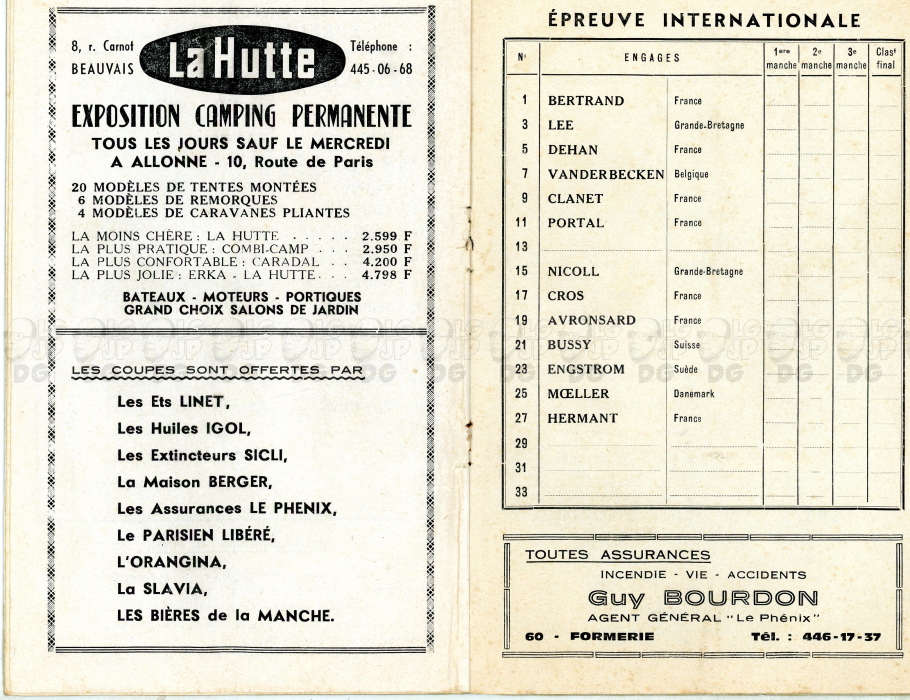 8, r. Carnot
BEAUVAIS
La Hutte
Téléphone :
445-06-68
EXPOSITION CAMPING PERMANENTE
TOUS LES JOURS SAUF LE MERCREDI
A ALLONNE - 10, Route de Paris
20 MODÈLES DE TENTES MONTÉES
6 MODÈLES DE REMORQUES
4 MODÈLES DE CARAVANES PLIANTES
LA MOINS CHÈRE : LA HUTTE . . . . . 2.599 F
LA PLUS PRATIQUE : COMBI-CAMP . . . 2.950 F
LA PLUS CONFORTABLE : CARADAL . . 4.200 F
LA PLUS JOLIE : ERKA - LA HUTTE . . . 4.798 F
BATEAUX - MOTEURS - PORTIQUES
GRAND CHOIX SALONS DE JARDIN
LES COUPES SONT OFFERTES PAR
Les Ets LINET,
Les Huiles IGOL,
Les Extincteurs SICLI,
La Maison BERGER,
Les Assurances LE PHENIX,
Le PARISIEN LIBÉRÉ,
L'ORANGINA,
La SLAVIA,
LES BIÈRES de la MANCHE.
ÉPREUVE INTERNATIONALE
N° ENGAGES 1ere manche 2e manche 3e manche Clast final
1 BERTRAND France
3 LEE Grande-Bretagne
5 DEHAN France
7 VANDERBECKEN Belgique
9 CLANET France
11 PORTAL France
13
15 NICOLL Grande-Bretagne
17 CROS France
19 AVRONSARD France
21 BUSSY Suisse
23 ENGSTROM Suède
25 MŒLLER Danemark
27 HERMANT France
29
31
33
TOUTES ASSURANCES
INCENDIE - VIE - ACCIDENTS
Guy BOURDON
AGENT GÉNÉRAL "Le Phénix"
60 - FORMERIE Tél. : 446-17-37
LG JP DG